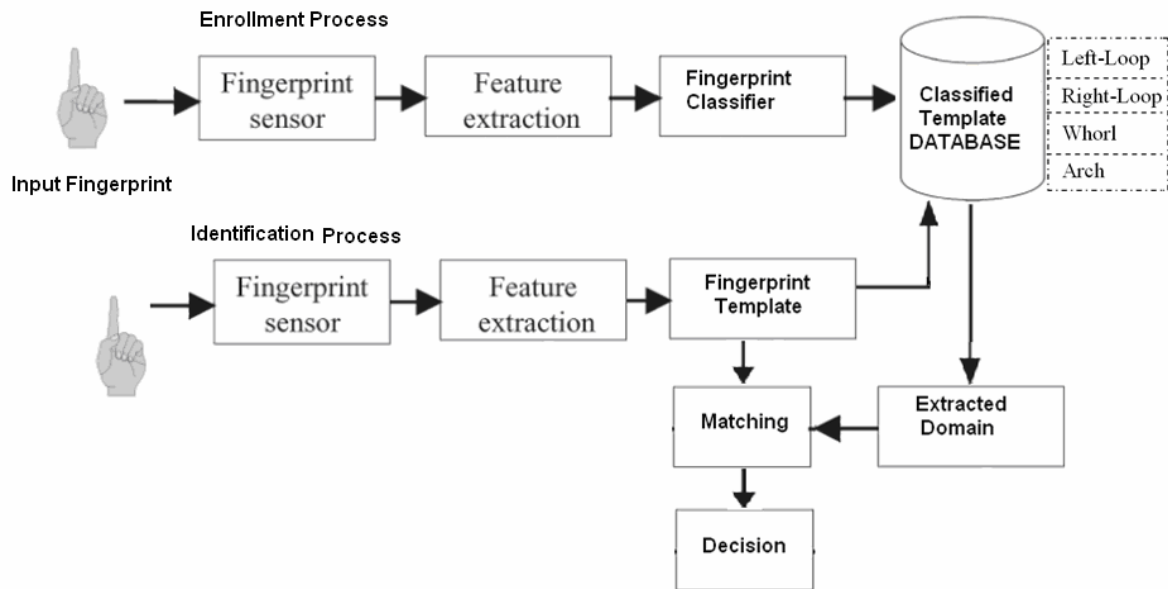 Enrollment Process
Fingerprint
sensor
Feature
extraction
Fingerprint
Classifier
Classified
Template
DATABASE
Left-Loop
Right-Loop
Whorl
Arch
Input Fingerprint
Identification Process
Fingerprint
sensor
Feature
extraction
Fingerprint
Template
Matching
Extracted
Domain
Decision